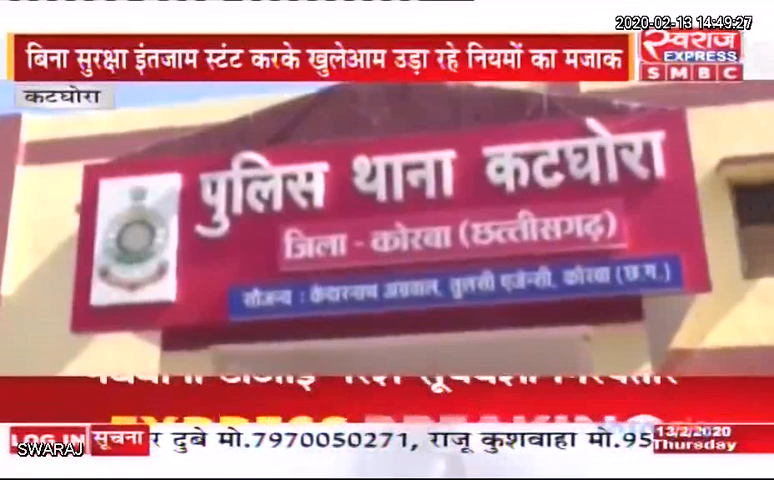 2020-02-13 14:49:27
बिना सुरक्षा इंतजाम स्टंट करके खुलेआम उड़ा रहे नियमों का मजाक
स्वराज
EXPRESS
SMBC
कटघोरा
पुलिस थाना कटघोरा
जिला - कोरबा (छत्तीसगढ़)
सौजन्य : केदारनाथ अग्रवाल, तुलसी एजेन्सी, कोरबा (छ.ग.)
LOG IN सूचना र दुबे मो.7970050271, राजू कुशवाहा मो.95
13/2/2020
Thursday
SWARAJ